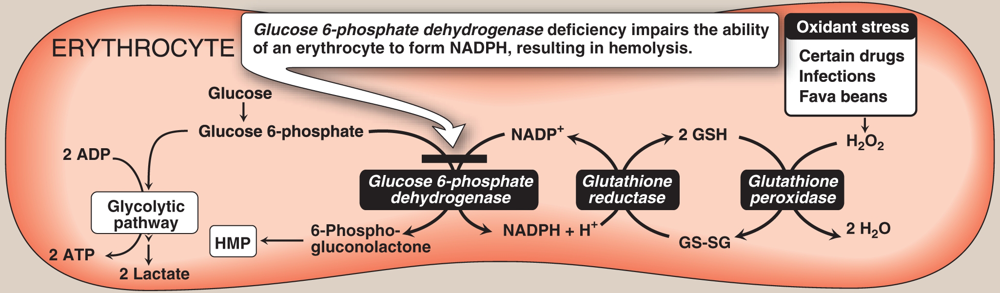 ERYTHROCYTE
Glucose 6-phosphate dehydrogenase deficiency impairs the ability
of an erythrocyte to form NADPH, resulting in hemolysis.
Oxidant stress
Certain drugs
Infections
Fava beans
Glucose
Glucose 6-phosphate
NADP⁺
2 GSH
H₂O₂
2 ADP
Glucose 6-phosphate
dehydrogenase
Glutathione
reductase
Glutathione
peroxidase
Glycolytic
pathway
HMP
6-Phospho-
gluconolactone
NADPH + H⁺
GS-SG
2 H₂O
2 ATP
2 Lactate